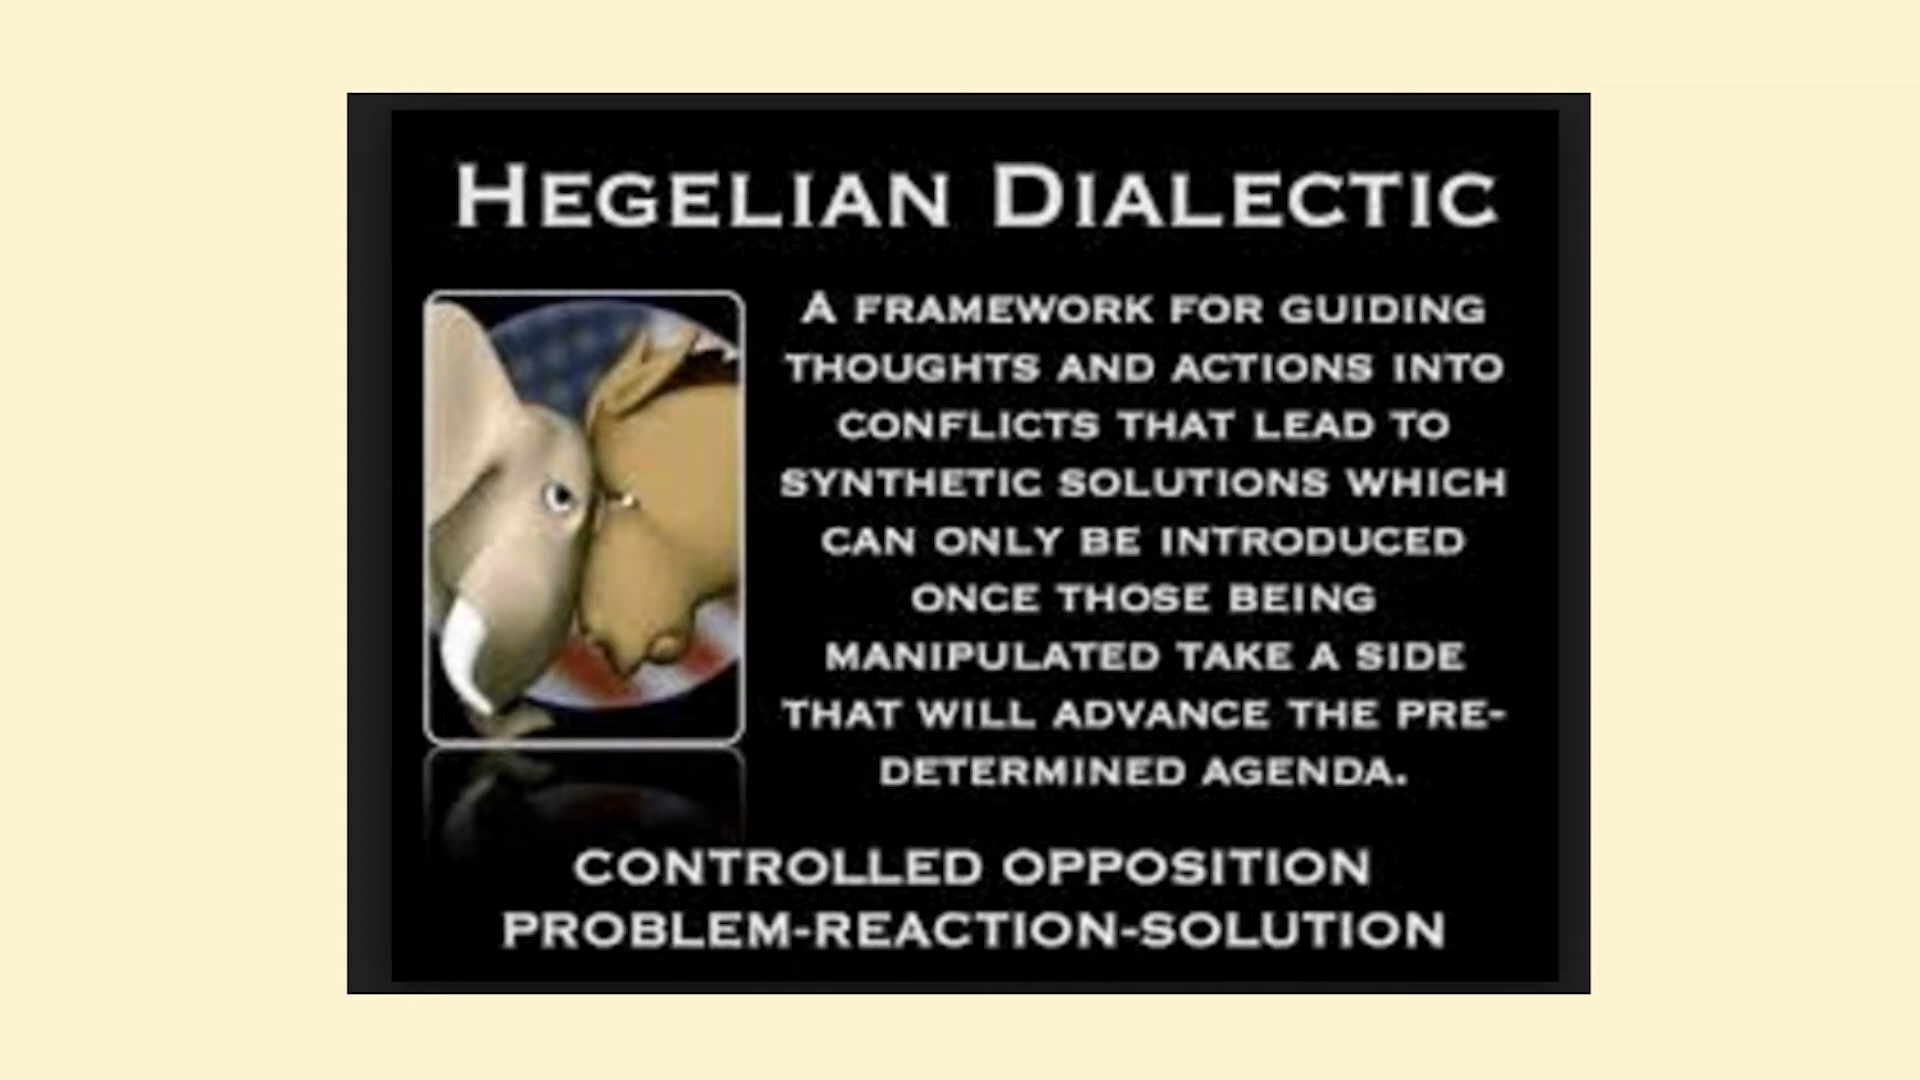 HEGELIAN DIALECTIC
A FRAMEWORK FOR GUIDING
THOUGHTS AND ACTIONS INTO
CONFLICTS THAT LEAD TO
SYNTHETIC SOLUTIONS WHICH
CAN ONLY BE INTRODUCED
ONCE THOSE BEING
MANIPULATED TAKE A SIDE
THAT WILL ADVANCE THE PRE-
DETERMINED AGENDA.
CONTROLLED OPPOSITION
PROBLEM-REACTION-SOLUTION